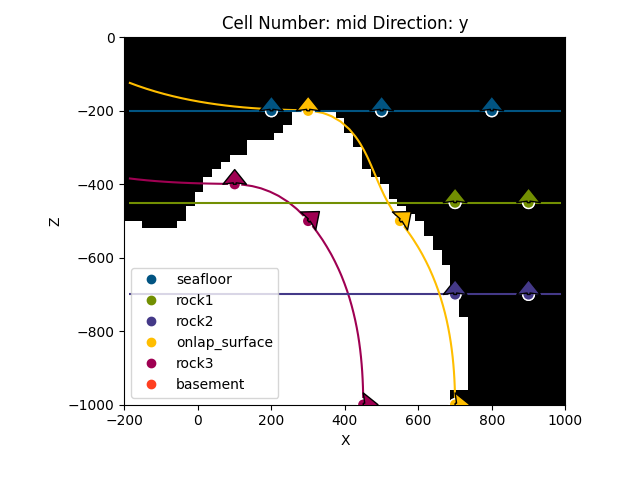 Cell Number: mid Direction: y
0
−200
−400
−600
−800
−1000
Z
seafloor
rock1
rock2
onlap_surface
rock3
basement
−200 0 200 400 600 800 1000
X